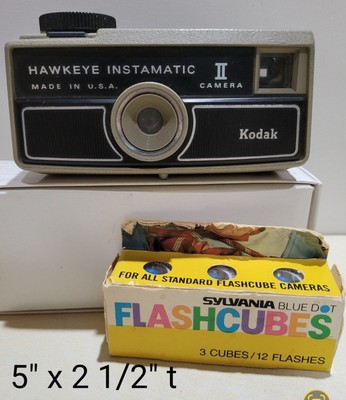 HAWKEYE INSTAMATIC II
MADE IN U.S.A. CAMERA
Kodak
FOR ALL STANDARD FLASHCUBE CAMERAS
SYLVANIA BLUE DOT
FLASHCUBES
3 CUBES/12 FLASHES
5" x 2 1/2" t